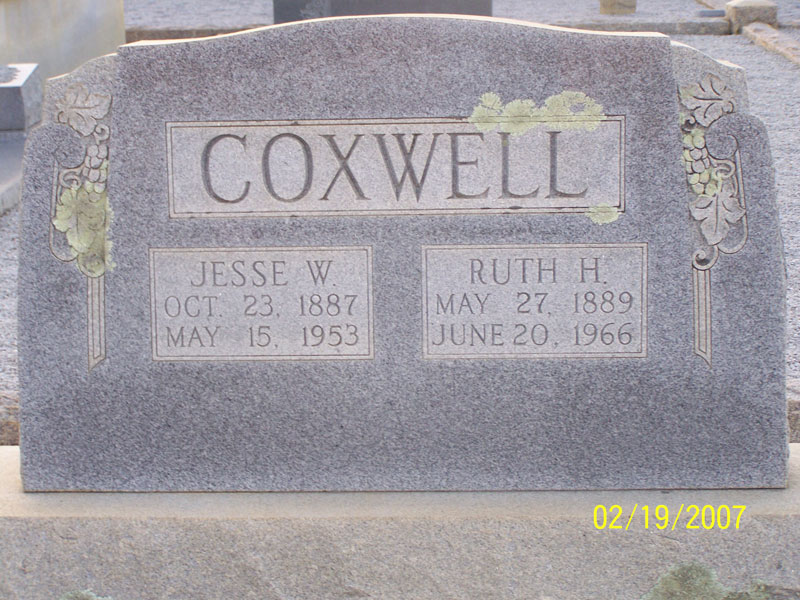 COXWELL
JESSE W.
OCT. 23, 1887
MAY 15, 1953
RUTH H.
MAY 27, 1889
JUNE 20, 1966
02/19/2007